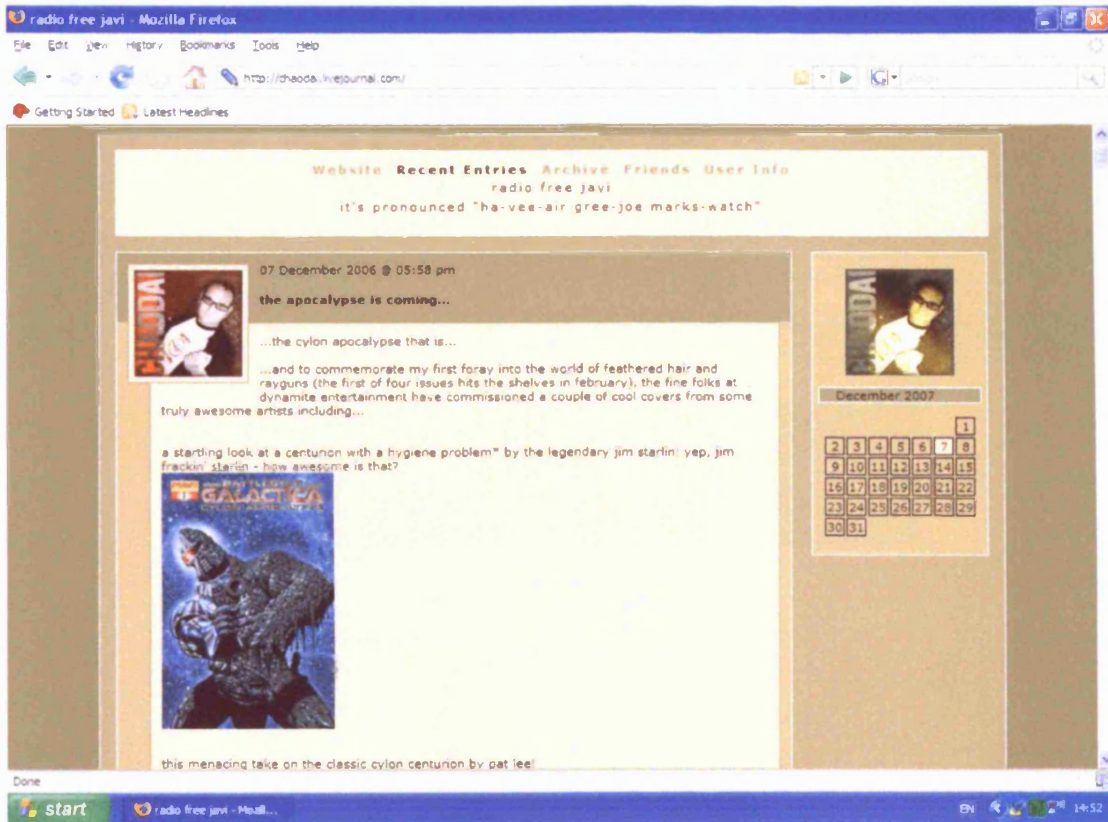 radio free javi - Mozilla Firefox
File Edit View History Bookmarks Tools Help
http://chaodai.livejournal.com/
Getting Started Latest Headlines
Website Recent Entries Archive Friends User Info
radio free javi
it's pronounced "ha-vee-air gree-joe marks-watch"
CHAODAI
07 December 2006 @ 05:58 pm
the apocalypse is coming...
...the cylon apocalypse that is...
...and to commemorate my first foray into the world of feathered hair and
rayguns (the first of four issues hits the shelves in february), the fine folks at
dynamite entertainment have commissioned a couple of cool covers from some
truly awesome artists including...
a startling look at a centurion with a hygiene problem* by the legendary jim starlin! yep, jim
frackin' starlin - how awesome is that?
BATTLESTAR
GALACTICA
CYLON APOCALYPSE
this menacing take on the classic cylon centurion by pat lee!
CHAODAI
December 2007
1
2 3 4 5 6 7 8
9 10 11 12 13 14 15
16 17 18 19 20 21 22
23 24 25 26 27 28 29
30 31
Done
start radio free javi - Mozill... EN 14:52